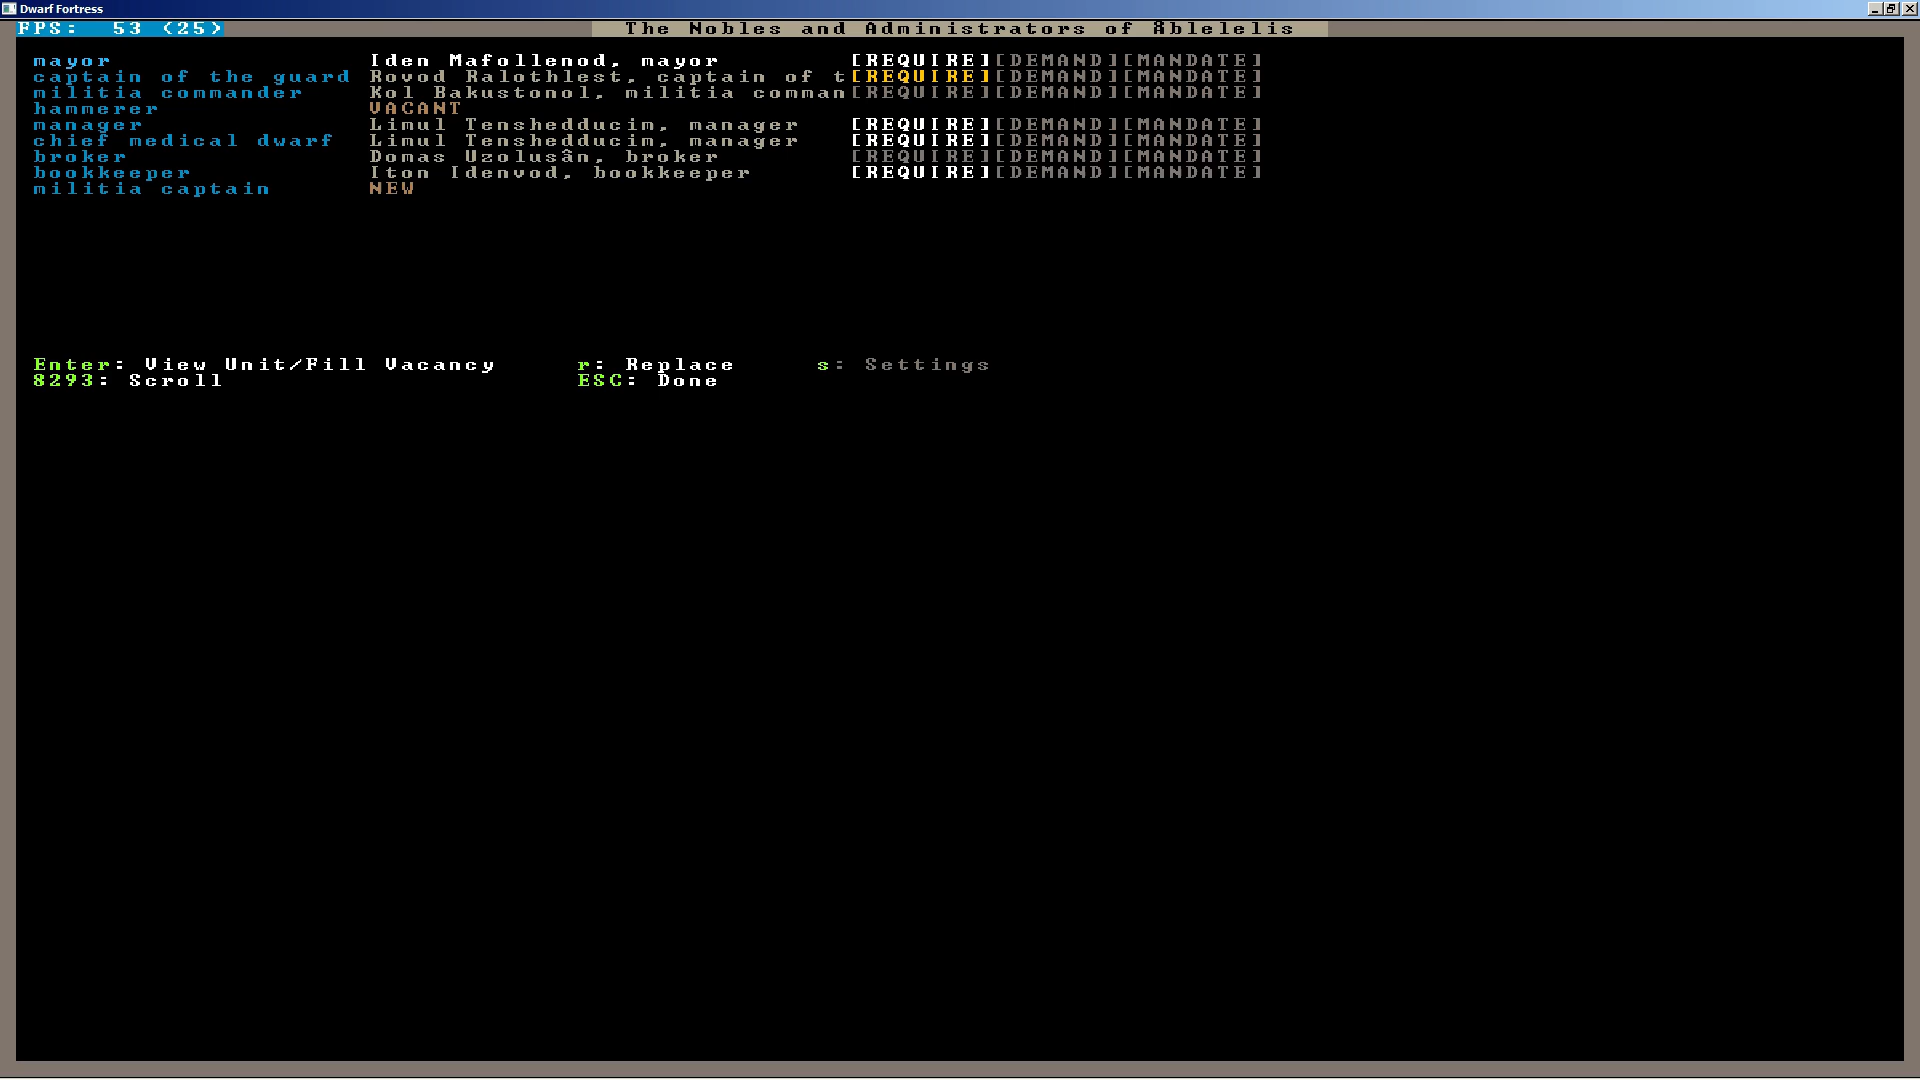 Dwarf Fortress
FPS: 53 (25) The Nobles and Administrators of Åblelelis
mayor Iden Mafollenod, mayor [REQUIRE][DEMAND][MANDATE]
captain of the guard Rovod Ralothlest, captain of t[REQUIRE][DEMAND][MANDATE]
militia commander Kol Bakustonol, militia comman[REQUIRE][DEMAND][MANDATE]
hammerer VACANT
manager Limul Tenshedducim, manager [REQUIRE][DEMAND][MANDATE]
chief medical dwarf Limul Tenshedducim, manager [REQUIRE][DEMAND][MANDATE]
broker Domas Uzolusân, broker [REQUIRE][DEMAND][MANDATE]
bookkeeper Iton Idenvod, bookkeeper [REQUIRE][DEMAND][MANDATE]
militia captain NEW
Enter: View Unit/Fill Vacancy r: Replace s: Settings
8293: Scroll ESC: Done